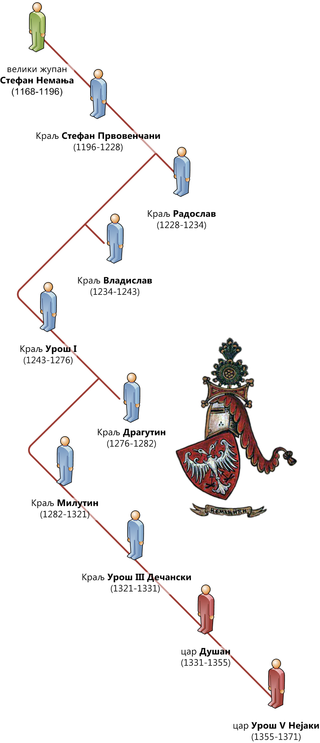 велики жупан
Стефан Немања
(1168-1196)
Краљ Стефан Првовенчани
(1196-1228)
Краљ Радослав
(1228-1234)
Краљ Владислав
(1234-1243)
Краљ Урош I
(1243-1276)
Краљ Драгутин
(1276-1282)
Краљ Милутин
(1282-1321)
Краљ Урош III Дечански
(1321-1331)
цар Душан
(1331-1355)
цар Урош V Нејаки
(1355-1371)